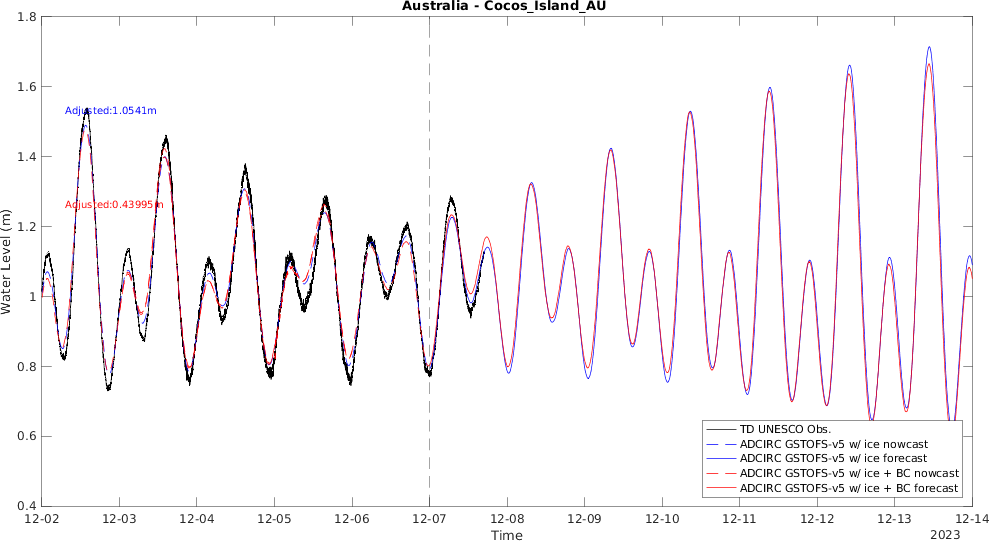 Australia - Cocos_Island_AU
1.8
1.6
1.4
1.2
1
0.8
0.6
0.4
Water Level (m)
Adjusted:1.0541m
Adjusted:0.43995m
TD UNESCO Obs.
ADCIRC GSTOFS-v5 w/ ice nowcast
ADCIRC GSTOFS-v5 w/ ice forecast
ADCIRC GSTOFS-v5 w/ ice + BC nowcast
ADCIRC GSTOFS-v5 w/ ice + BC forecast
12-02 12-03 12-04 12-05 12-06 12-07 12-08 12-09 12-10 12-11 12-12 12-13 12-14
Time
2023